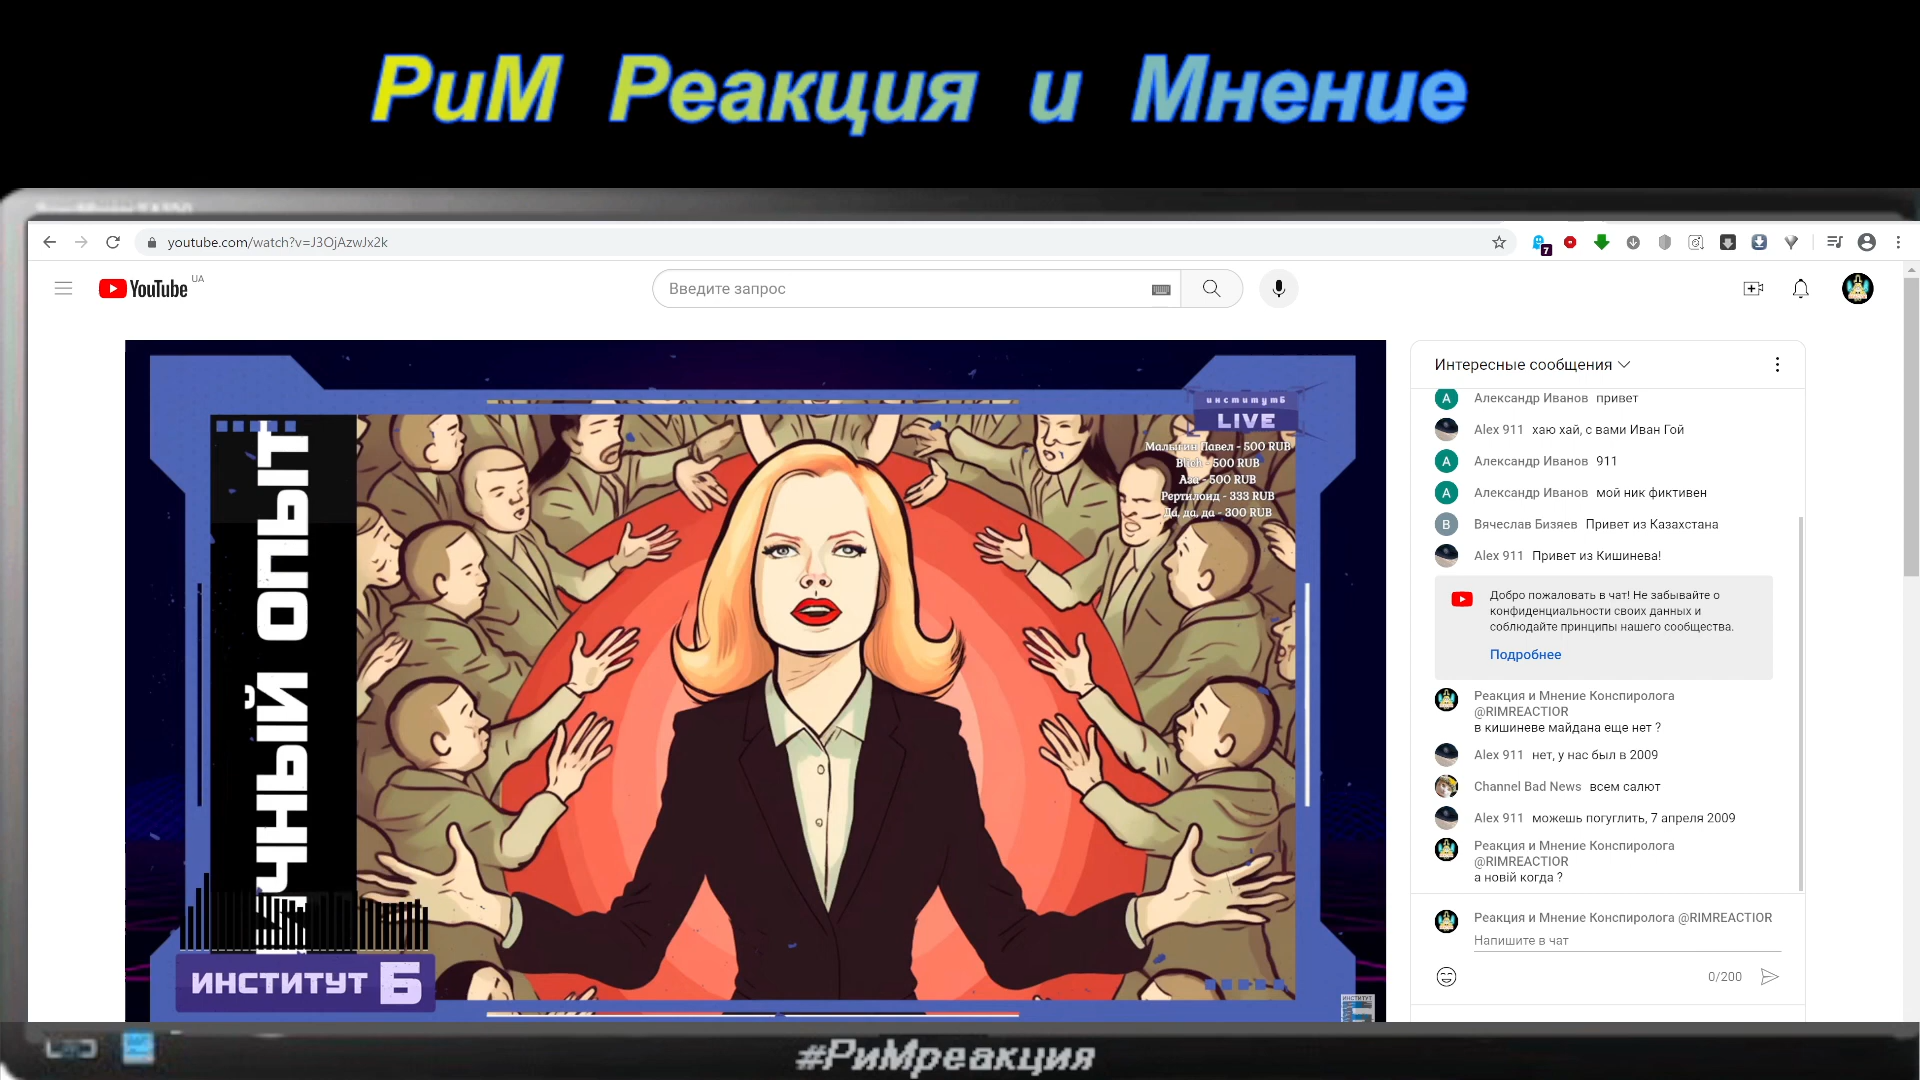 РиМ Реакция и Мнение
youtube.com/watch?v=J3OjAzwJx2k
7
YouTube UA
Введите запрос
институтб
LIVE
Малыгин Павел - 500 RUB
500 RUB
Аза - 500 RUB
Рертилоид - 333 RUB
Да, да, да - 300 RUB
ЧНЫЙ ОПЫТ
ИНСТИТУТ Б
ИНСТИТУТ
Интересные сообщения
А Александр Иванов привет
Alex 911 хаю хай, с вами Иван Гой
А Александр Иванов 911
А Александр Иванов мой ник фиктивен
В Вячеслав Бизяев Привет из Казахстана
Alex 911 Привет из Кишинева!
Добро пожаловать в чат! Не забывайте о
конфиденциальности своих данных и
соблюдайте принципы нашего сообщества.
Подробнее
Реакция и Мнение Конспиролога
@RIMREACTIOR
в кишиневе майдана еще нет ?
Alex 911 нет, у нас был в 2009
Channel Bad News всем салют
Alex 911 можешь погуглить, 7 апреля 2009
Реакция и Мнение Конспиролога
@RIMREACTIOR
а новій когда ?
Реакция и Мнение Конспиролога @RIMREACTIOR
Напишите в чат
0/200
#РиМреакция